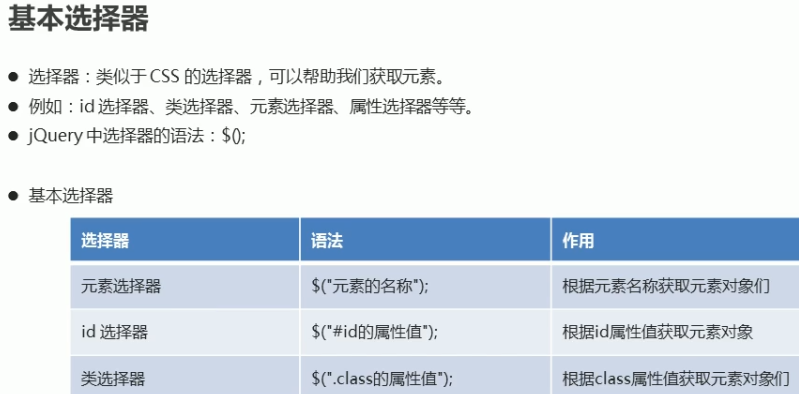 基本选择器
● 选择器：类似于 CSS 的选择器，可以帮助我们获取元素。
● 例如：id 选择器、类选择器、元素选择器、属性选择器等等。
● jQuery 中选择器的语法：$();
● 基本选择器
选择器 语法 作用
元素选择器 $("元素的名称"); 根据元素名称获取元素对象们
id 选择器 $("#id的属性值"); 根据id属性值获取元素对象
类选择器 $(".class的属性值"); 根据class属性值获取元素对象们